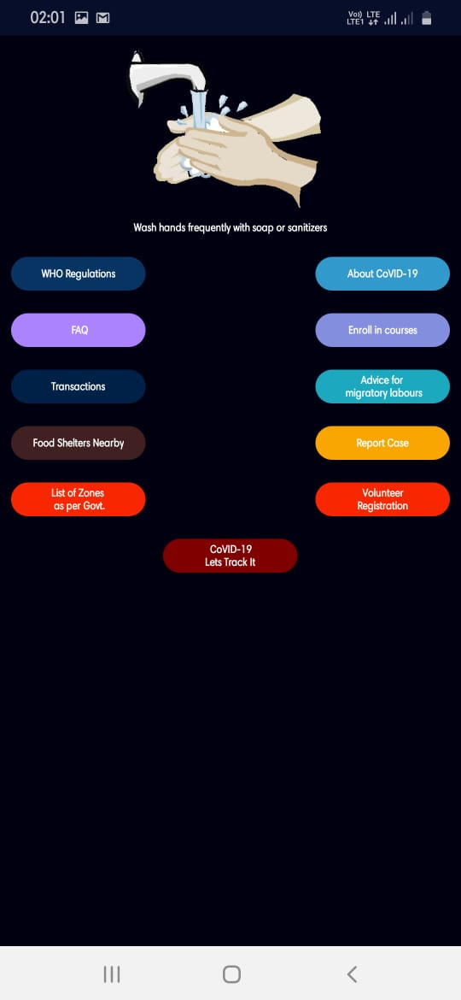 02:01
Vo)) LTE
LTE1
Wash hands frequently with soap or sanitizers
WHO Regulations
About CoVID-19
FAQ
Enroll in courses
Transactions
Advice for
migratory labours
Food Shelters Nearby
Report Case
List of Zones
as per Govt.
Volunteer
Registration
CoVID-19
Lets Track It